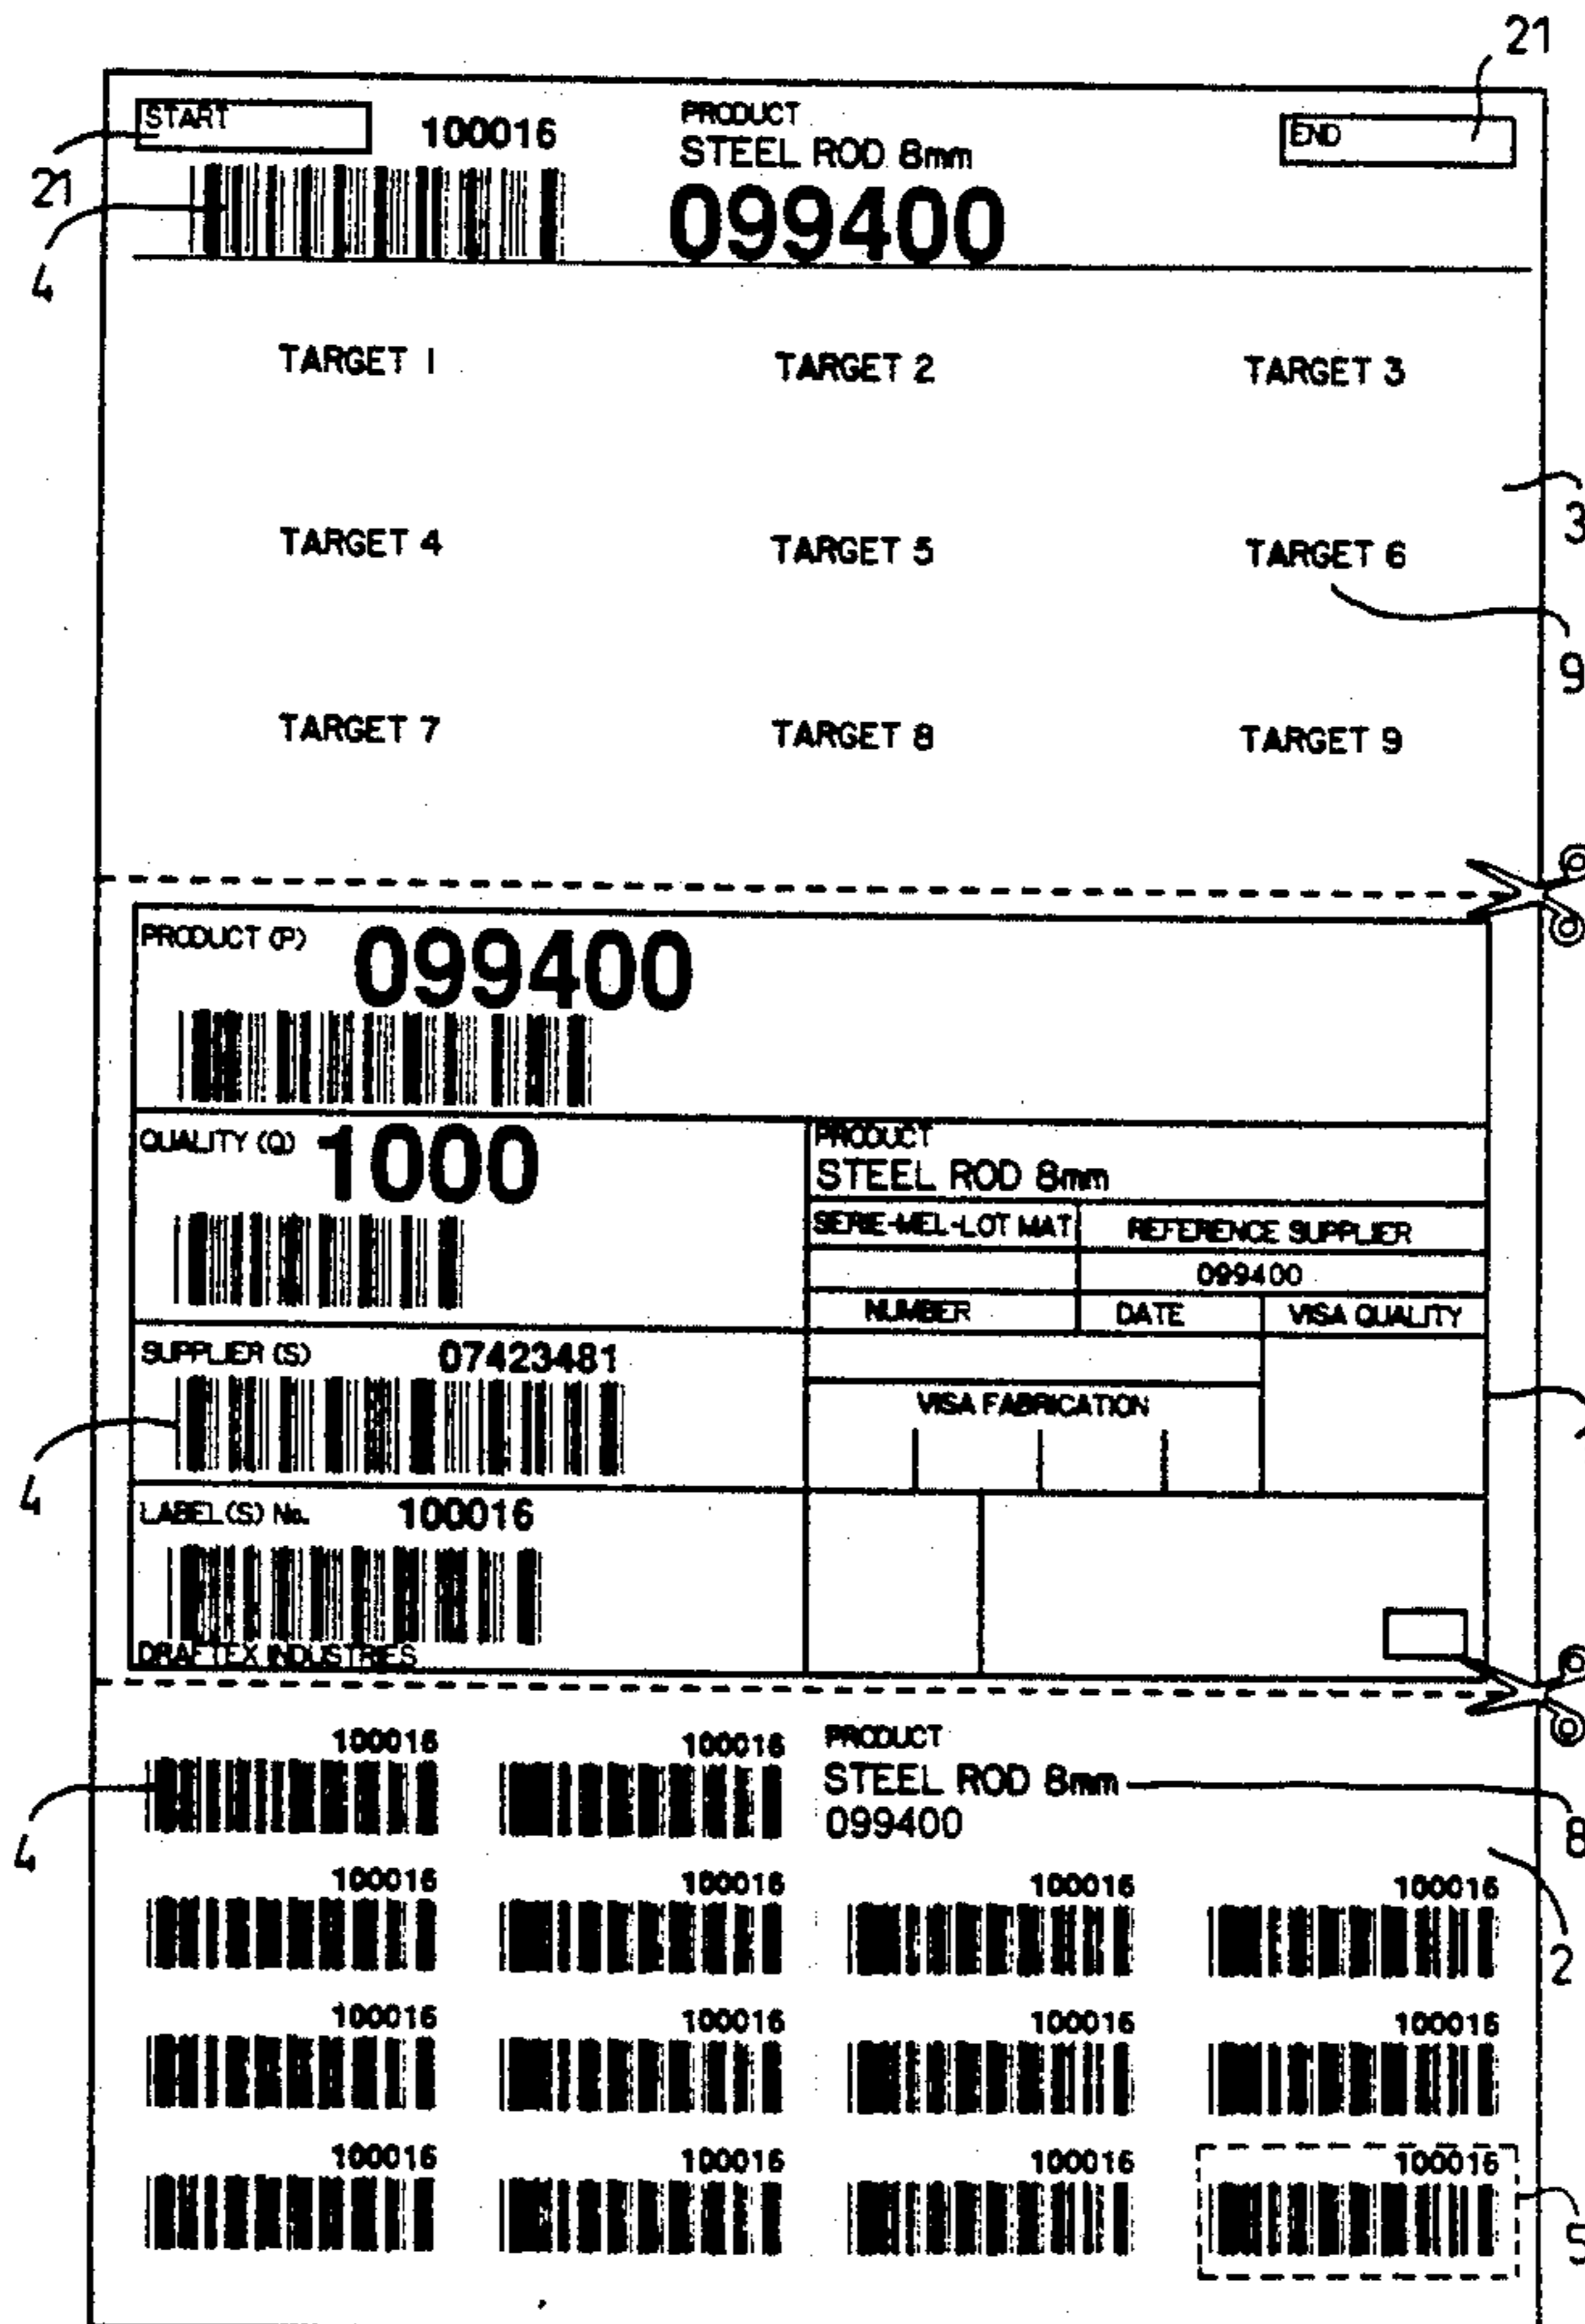 21
START 100016 PRODUCT END
STEEL ROD 8mm
21
099400
4
TARGET 1 TARGET 2 TARGET 3
3
TARGET 4 TARGET 5 TARGET 6
9
TARGET 7 TARGET 8 TARGET 9
PRODUCT (P) 099400
QUALITY (Q) 1000
PRODUCT
STEEL ROD 8mm
SERIE-MEL-LOT MAT REFERENCE SUPPLIER
099400
NUMBER DATE VISA QUALITY
SUPPLIER (S) 07423481
VISA FABRICATION
4
LABEL (S) No. 100016
DRAFTEX INDUSTRIES
100016 100016 PRODUCT
STEEL ROD 8mm
4
099400
8
100016 100016 100016 100016
2
100016 100016 100016 100016
100016 100016 100016 100016